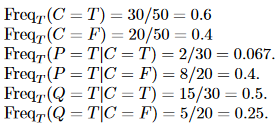 Freq_T(C = T) = 30/50 = 0.6
Freq_T(C = F) = 20/50 = 0.4
Freq_T(P = T|C = T) = 2/30 = 0.067.
Freq_T(P = T|C = F) = 8/20 = 0.4.
Freq_T(Q = T|C = T) = 15/30 = 0.5.
Freq_T(Q = T|C = F) = 5/20 = 0.25.